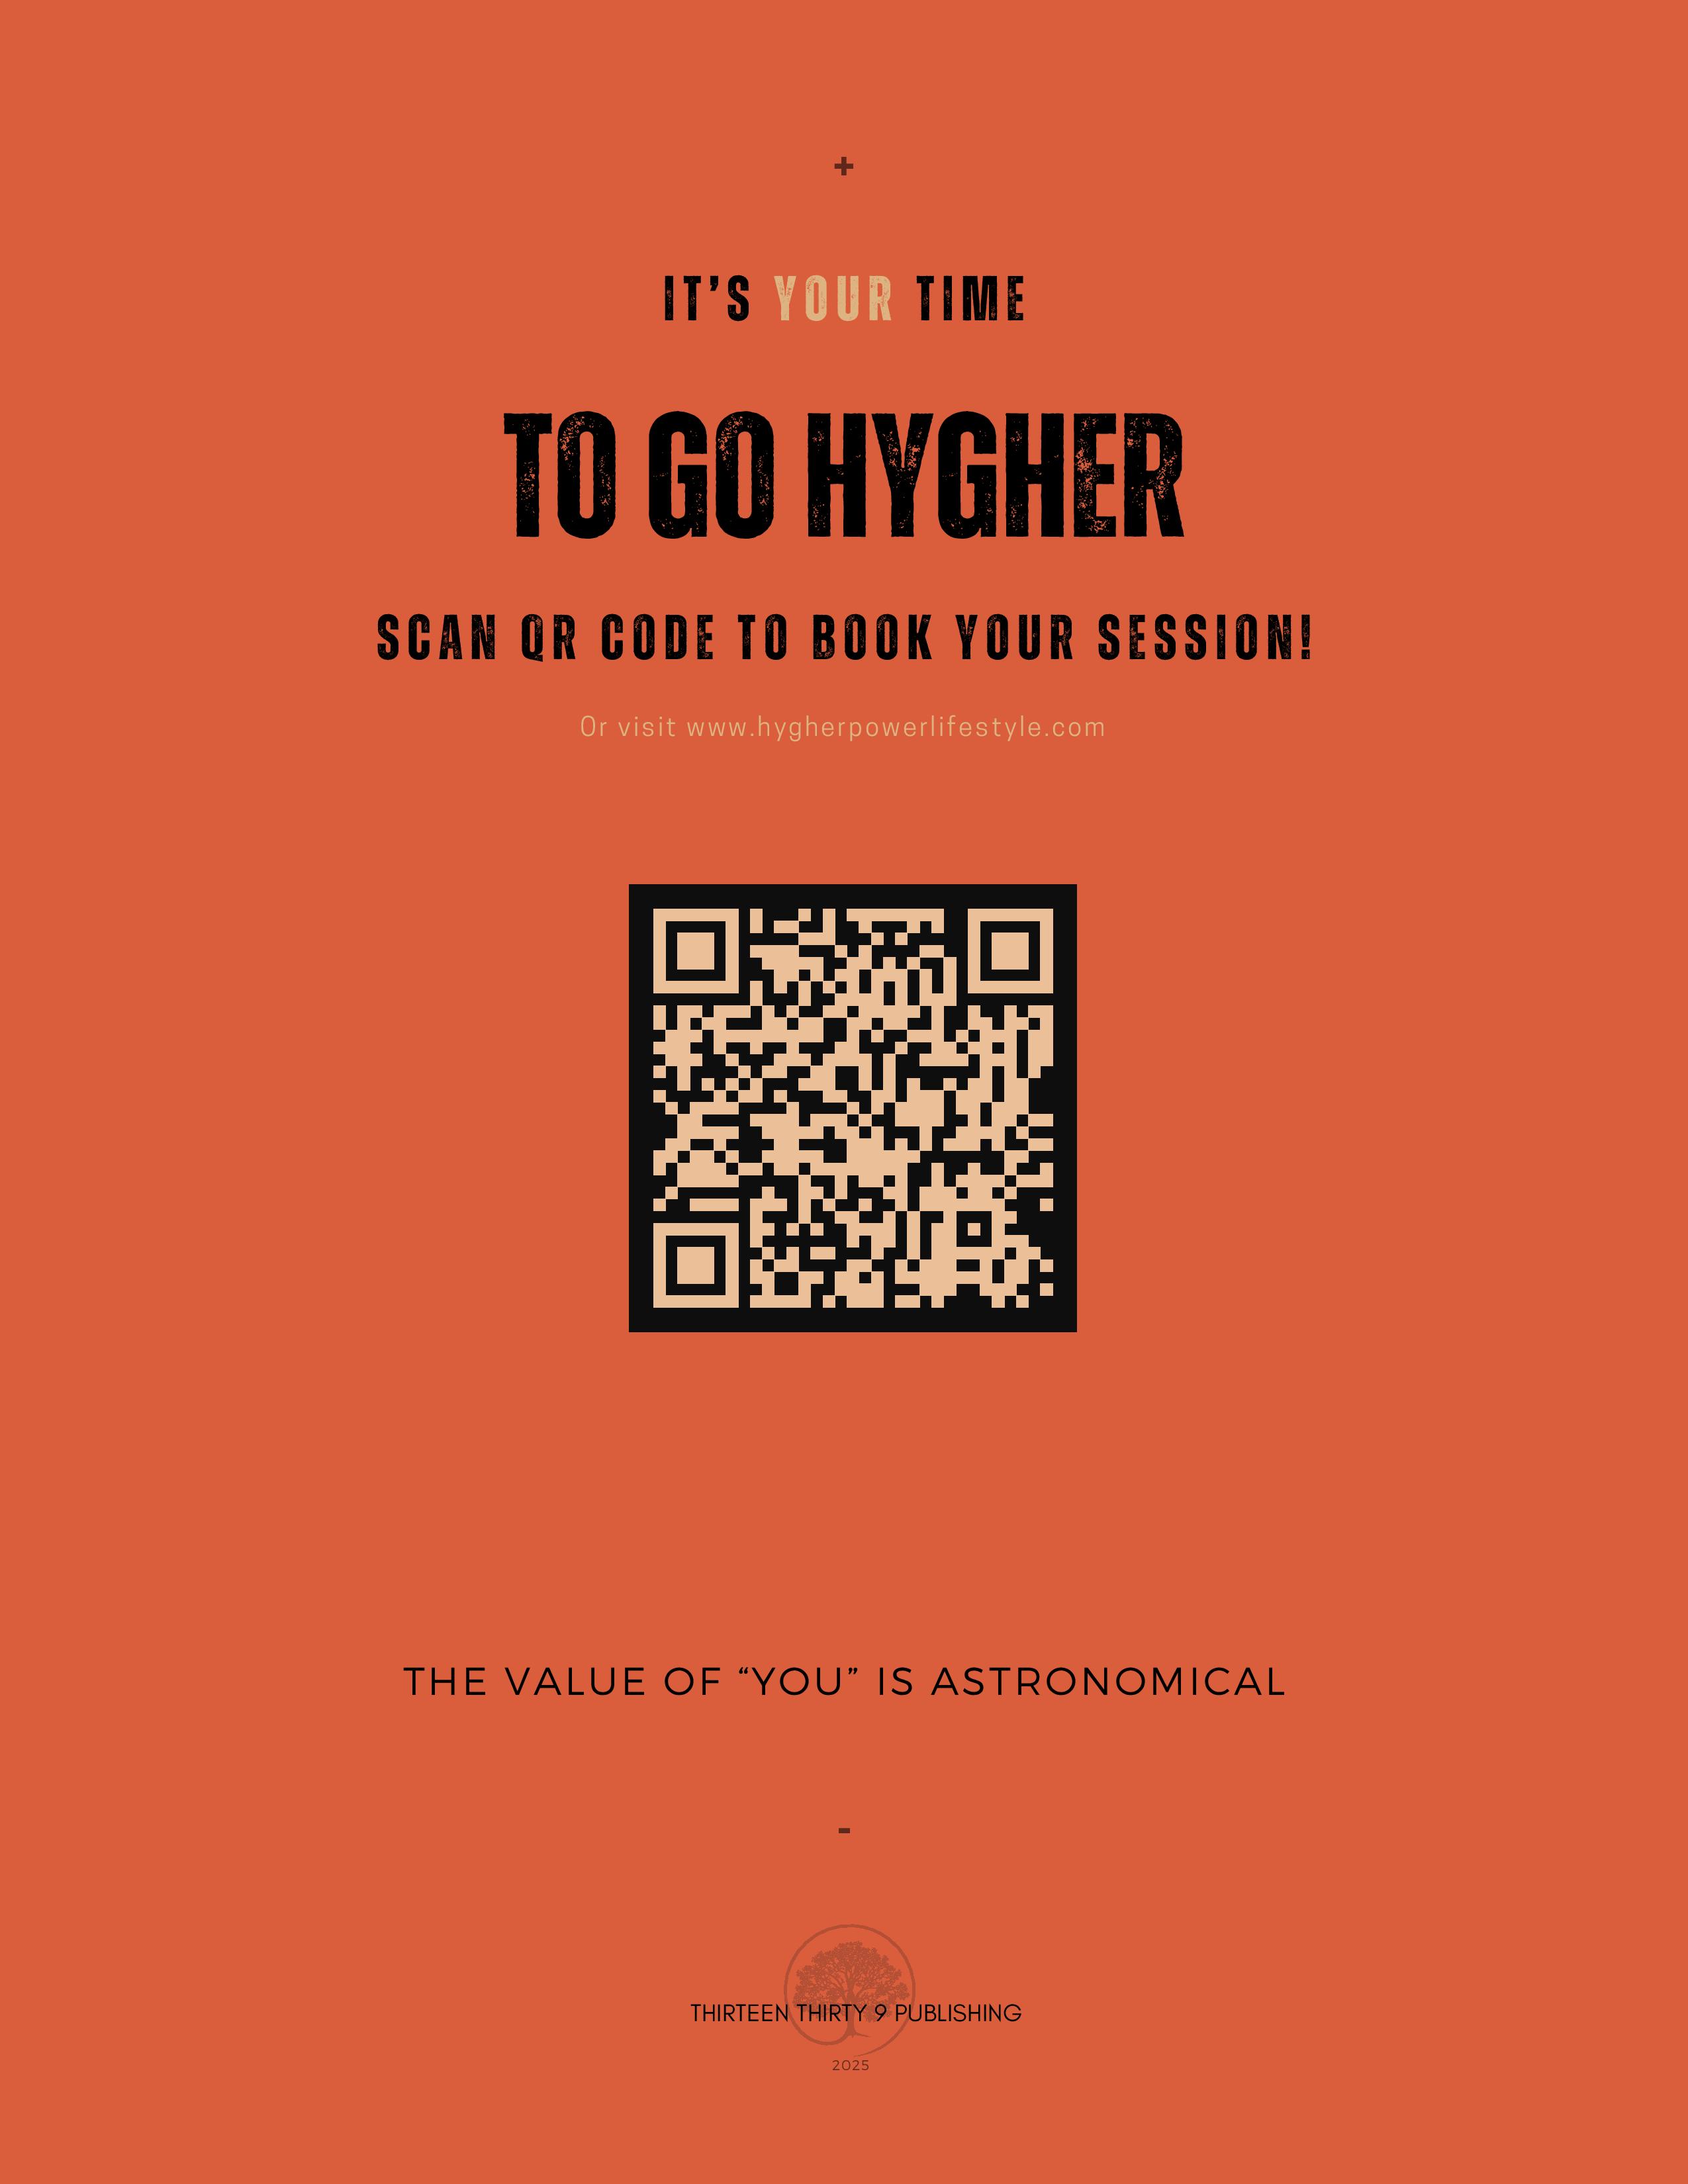 +
IT’S YOUR TIME
TO GO HYGHER
SCAN QR CODE TO BOOK YOUR SESSION!
Or visit www.hygherpowerlifestyle.com
THE VALUE OF “YOU” IS ASTRONOMICAL
-
THIRTEEN THIRTY 9 PUBLISHING
2025